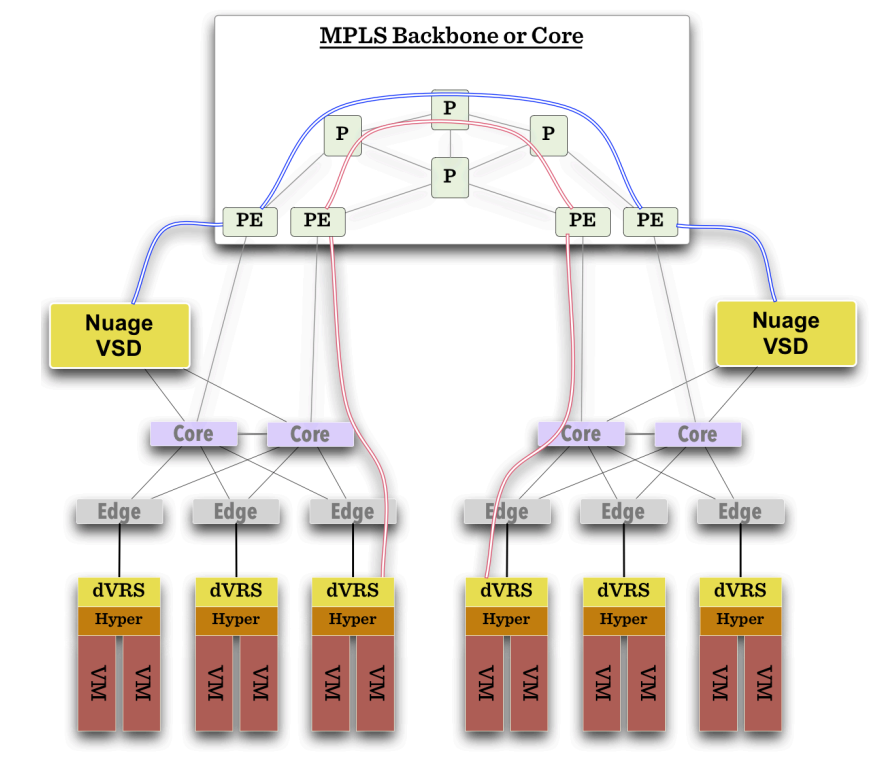 MPLS Backbone or Core
P
P
P
P
PE
PE
PE
PE
Nuage
VSD
Nuage
VSD
Core
Core
Core
Core
Edge
Edge
Edge
Edge
Edge
Edge
dVRS
dVRS
dVRS
dVRS
dVRS
dVRS
Hyper
Hyper
Hyper
Hyper
Hyper
Hyper
VM
VM
VM
VM
VM
VM
VM
VM
VM
VM
VM
VM